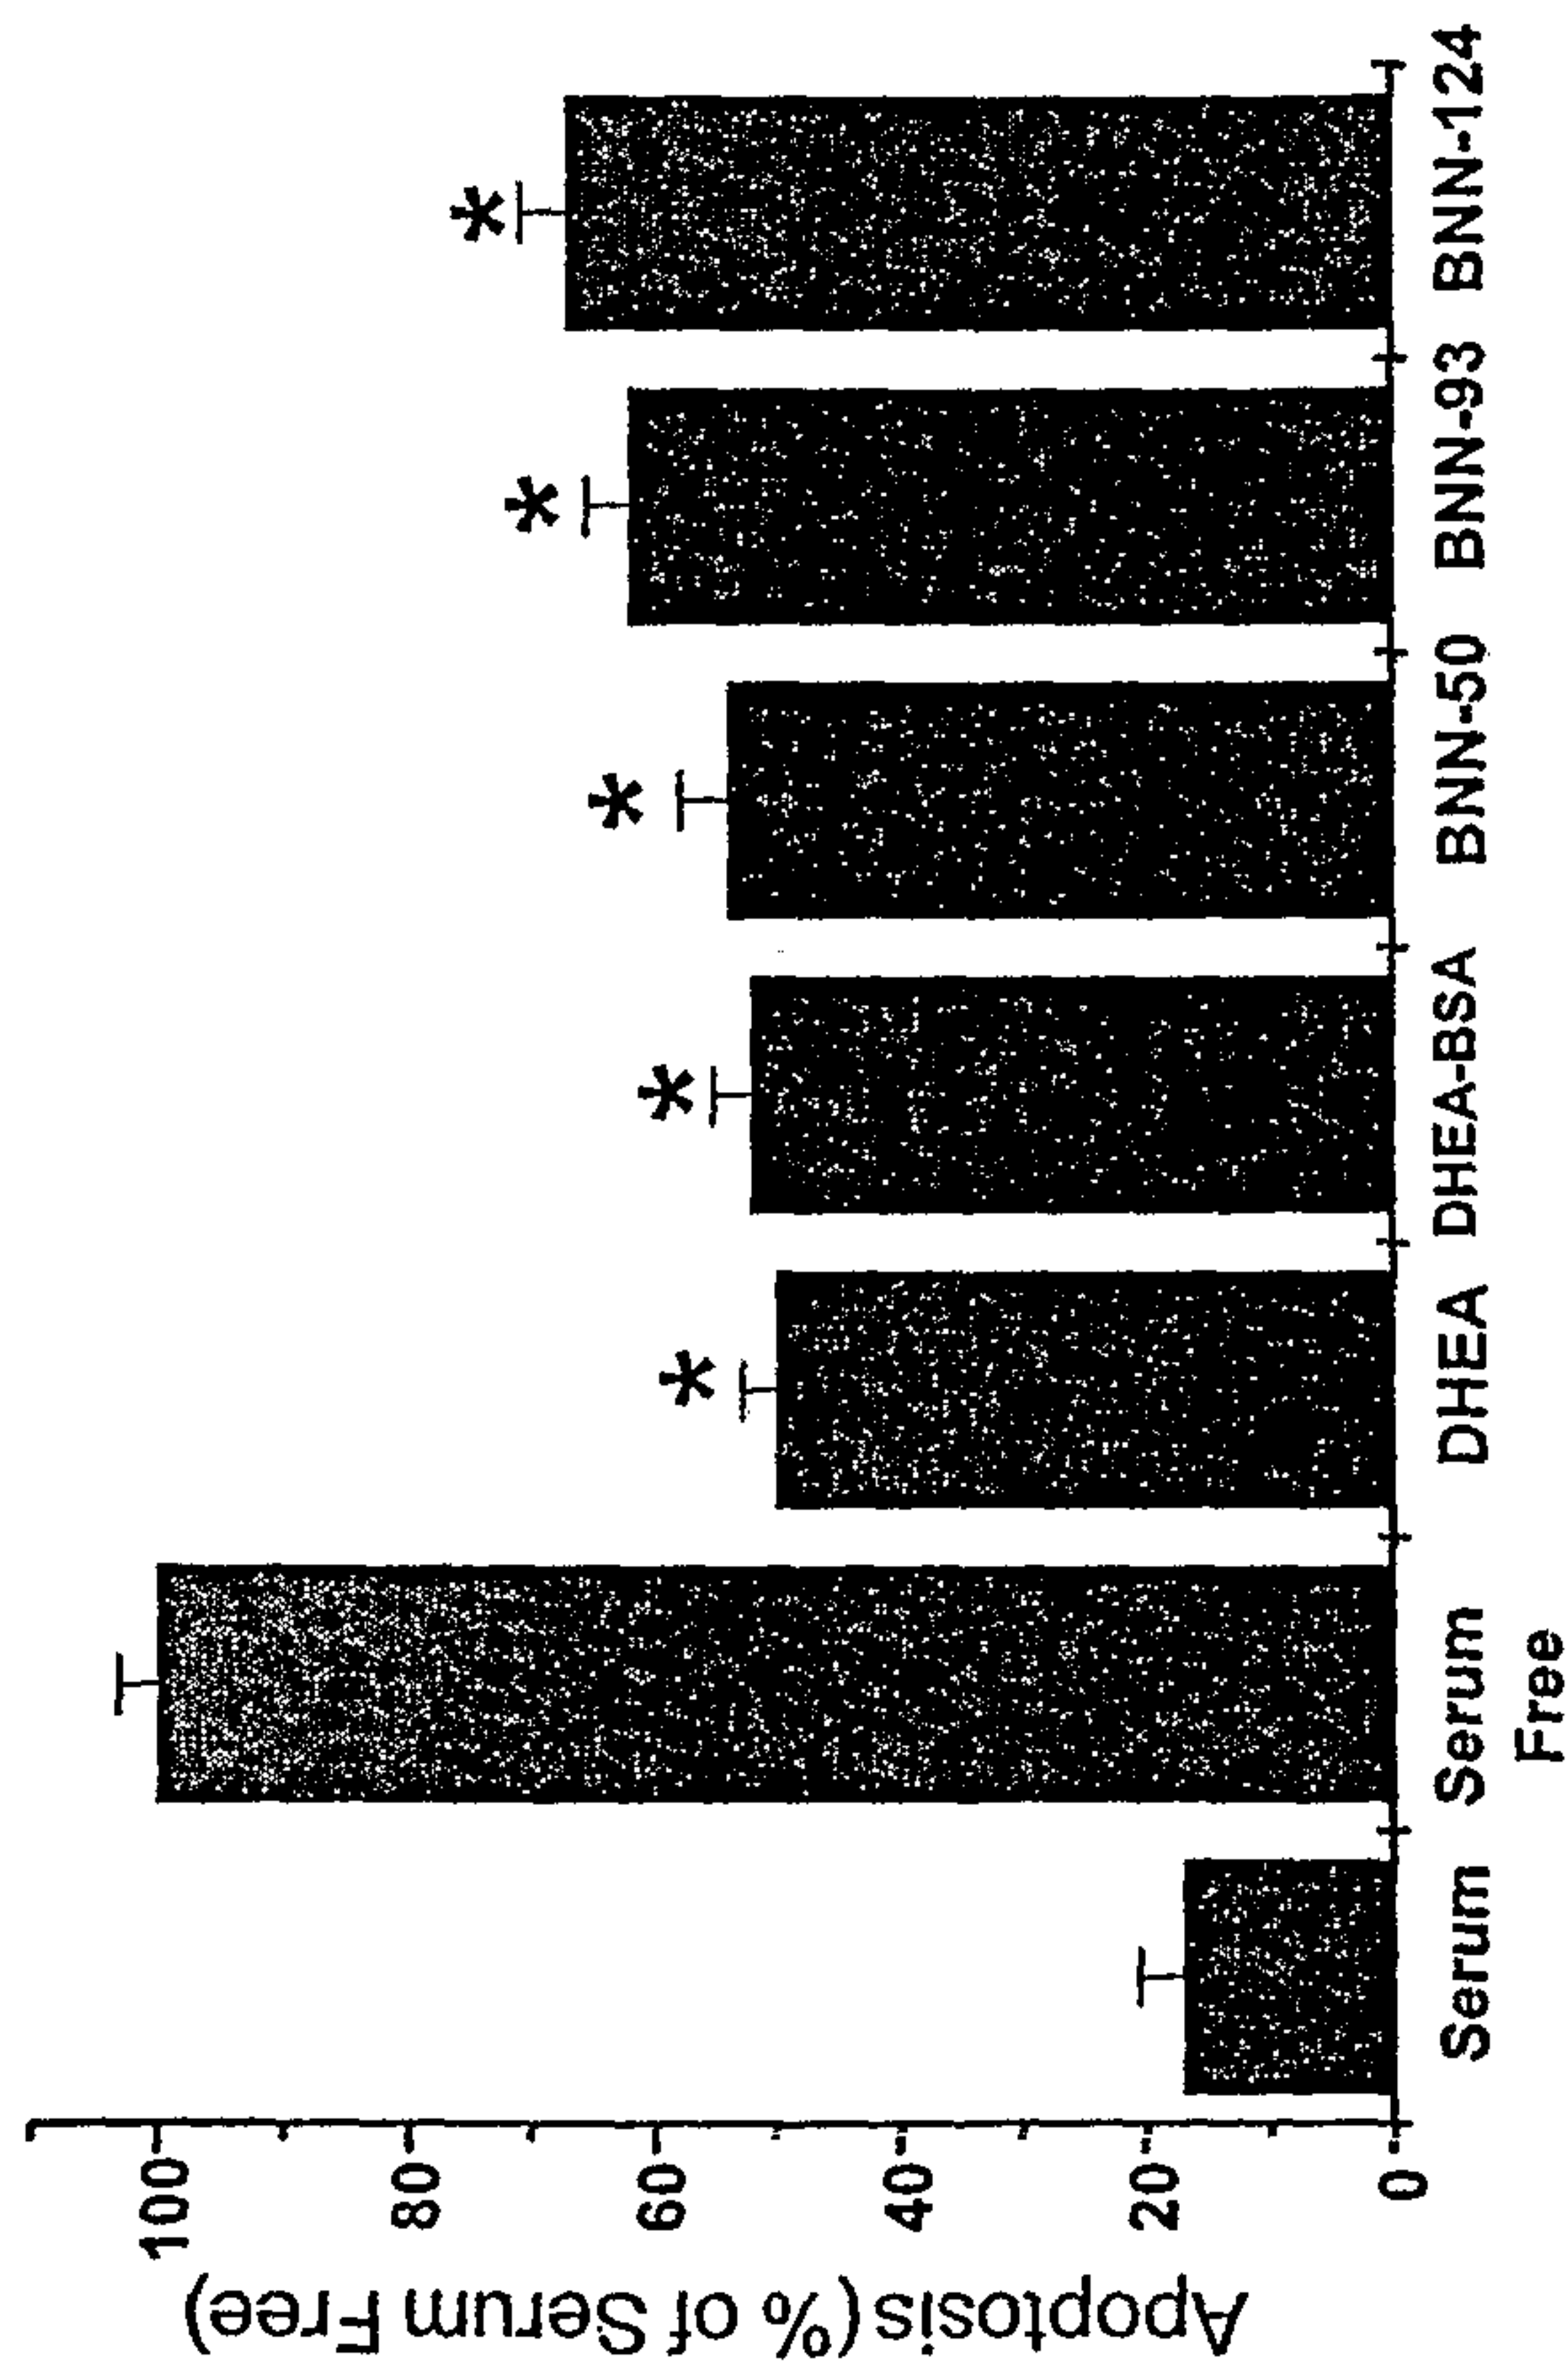 Apoptosis(% of Serum Free)
100
80
60
40
20
0
Serum
Serum
Free
DHEA
DHEA-BSA
BNN-50
BNN-93
BNN-124
*
*
*
*
*